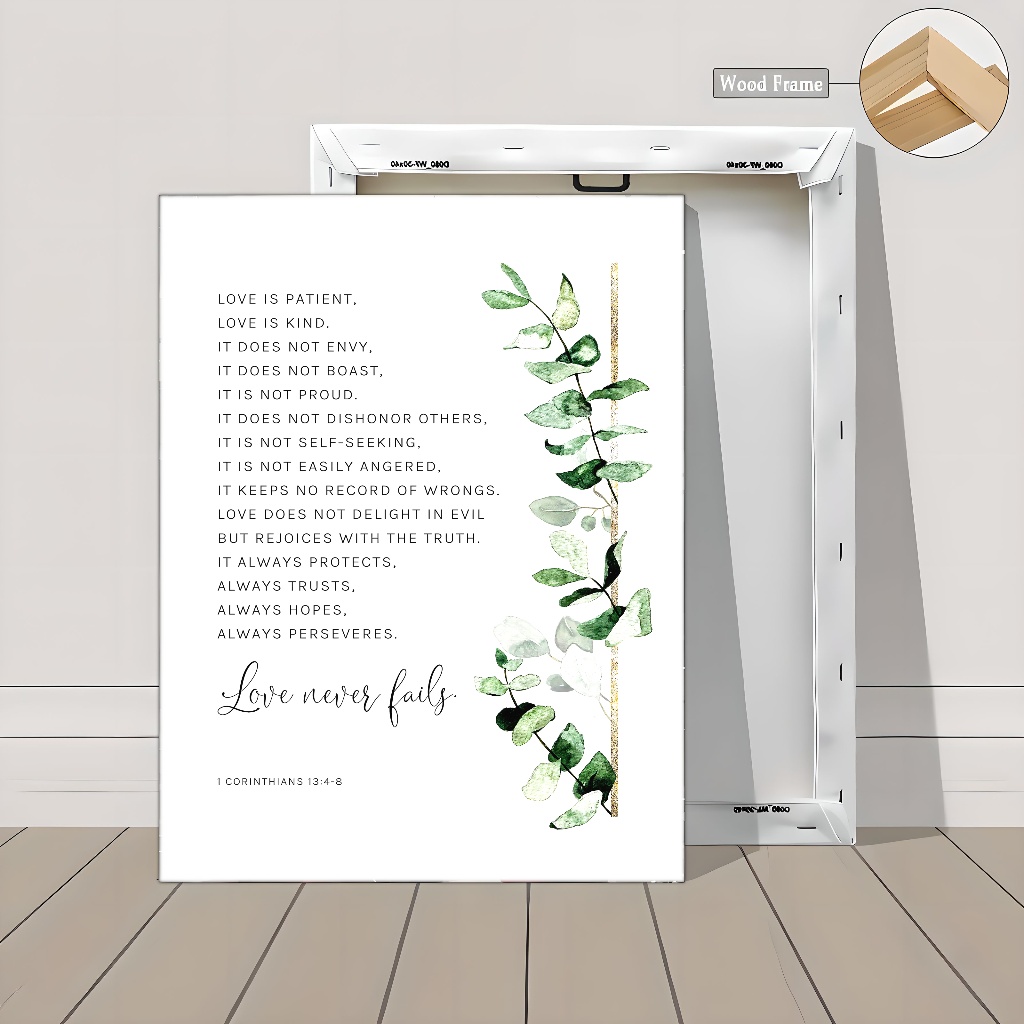 Wood Frame
LOVE IS PATIENT,
LOVE IS KIND.
IT DOES NOT ENVY,
IT DOES NOT BOAST,
IT IS NOT PROUD.
IT DOES NOT DISHONOR OTHERS,
IT IS NOT SELF-SEEKING,
IT IS NOT EASILY ANGERED,
IT KEEPS NO RECORD OF WRONGS.
LOVE DOES NOT DELIGHT IN EVIL
BUT REJOICES WITH THE TRUTH.
IT ALWAYS PROTECTS,
ALWAYS TRUSTS,
ALWAYS HOPES,
ALWAYS PERSEVERES.
Love never fails.
1 CORINTHIANS 13:4-8